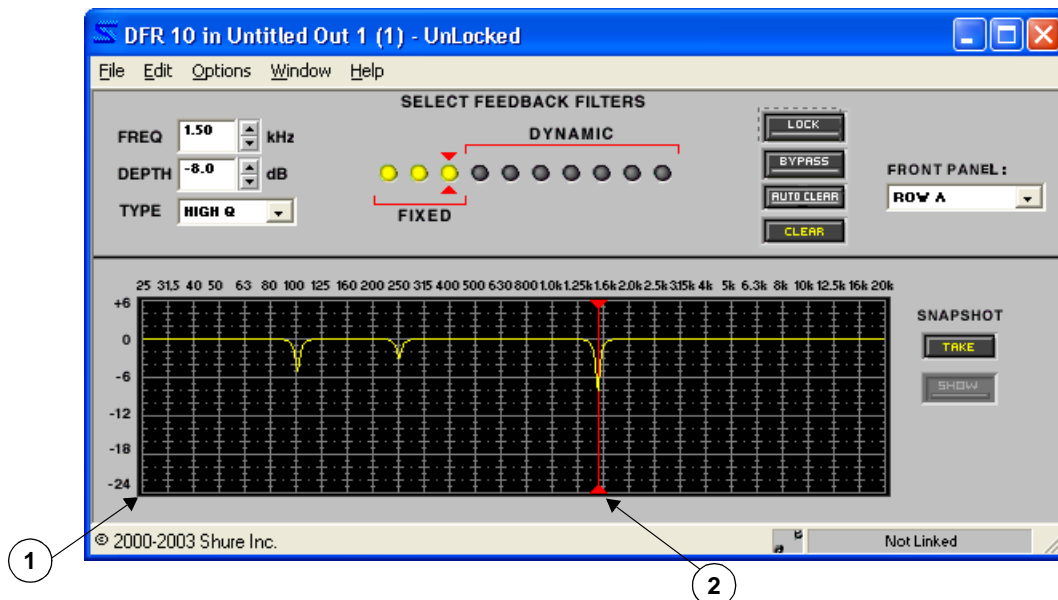 DFR 10 in Untitled Out 1 (1) - UnLocked
File Edit Options Window Help
SELECT FEEDBACK FILTERS
FREQ 1.50 kHz
DYNAMIC
LOCK
DEPTH -8.0 dB
BYPASS
FRONT PANEL:
TYPE HIGH Q
FIXED
AUTO CLEAR
ROW A
CLEAR
25 31,5 40 50 63 80 100 125 160 200 250 315 400 500 630 800 1.0k 1.25k 1.6k 2.0k 2.5k 3.15k 4k 5k 6.3k 8k 10k 12.5k 16k 20k
+6
0
-6
-12
-18
-24
SNAPSHOT
TAKE
SHOW
© 2000-2003 Shure Inc.
a B
Not Linked
1
2